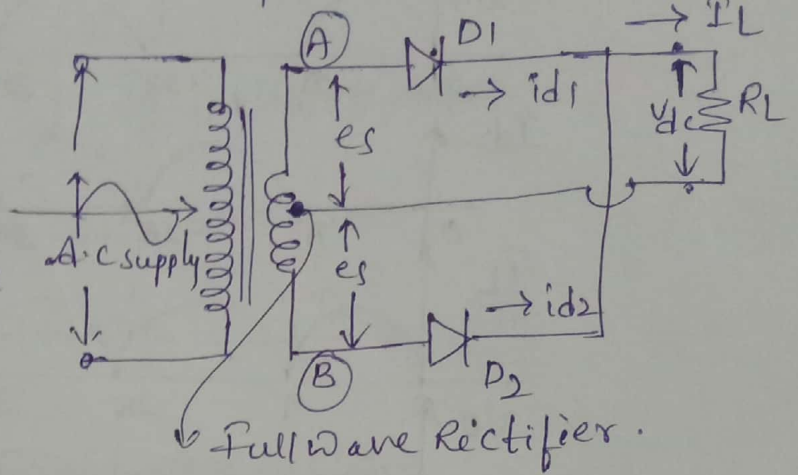 A
D1
IL
id1
es
Vdc
RL
A.C supply
es
id2
B
D2
Full Wave Rectifier.